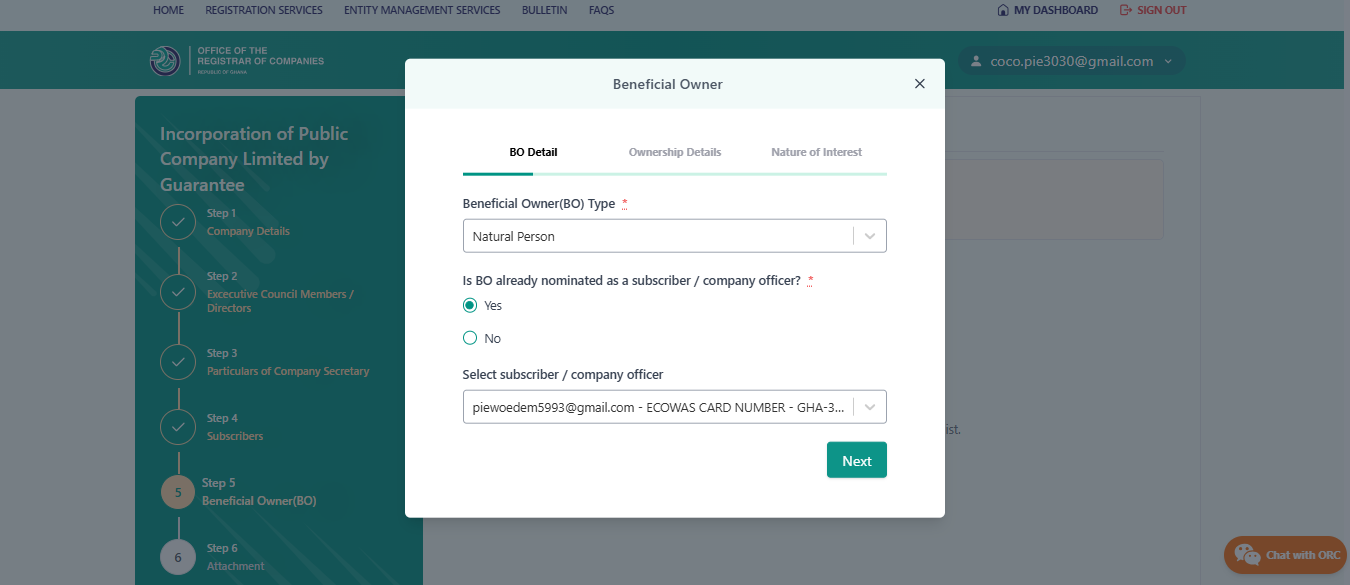 HOME REGISTRATION SERVICES ENTITY MANAGEMENT SERVICES BULLETIN FAQS MY DASHBOARD SIGN OUT
OFFICE OF THE
REGISTRAR OF COMPANIES
REPUBLIC OF GHANA
coco.pie3030@gmail.com
Incorporation of Public
Company Limited by
Guarantee
Step 1
Company Details
Step 2
Excecutive Council Members /
Directors
Step 3
Particulars of Company Secretary
Step 4
Subscribers
5
Step 5
Beneficial Owner(BO)
6
Step 6
Attachment
Beneficial Owner
BO Detail Ownership Details Nature of Interest
Beneficial Owner(BO) Type *
Natural Person
Is BO already nominated as a subscriber / company officer? *
Yes
No
Select subscriber / company officer
piewoedem5993@gmail.com - ECOWAS CARD NUMBER - GHA-3...
Next
ist.
Chat with ORC